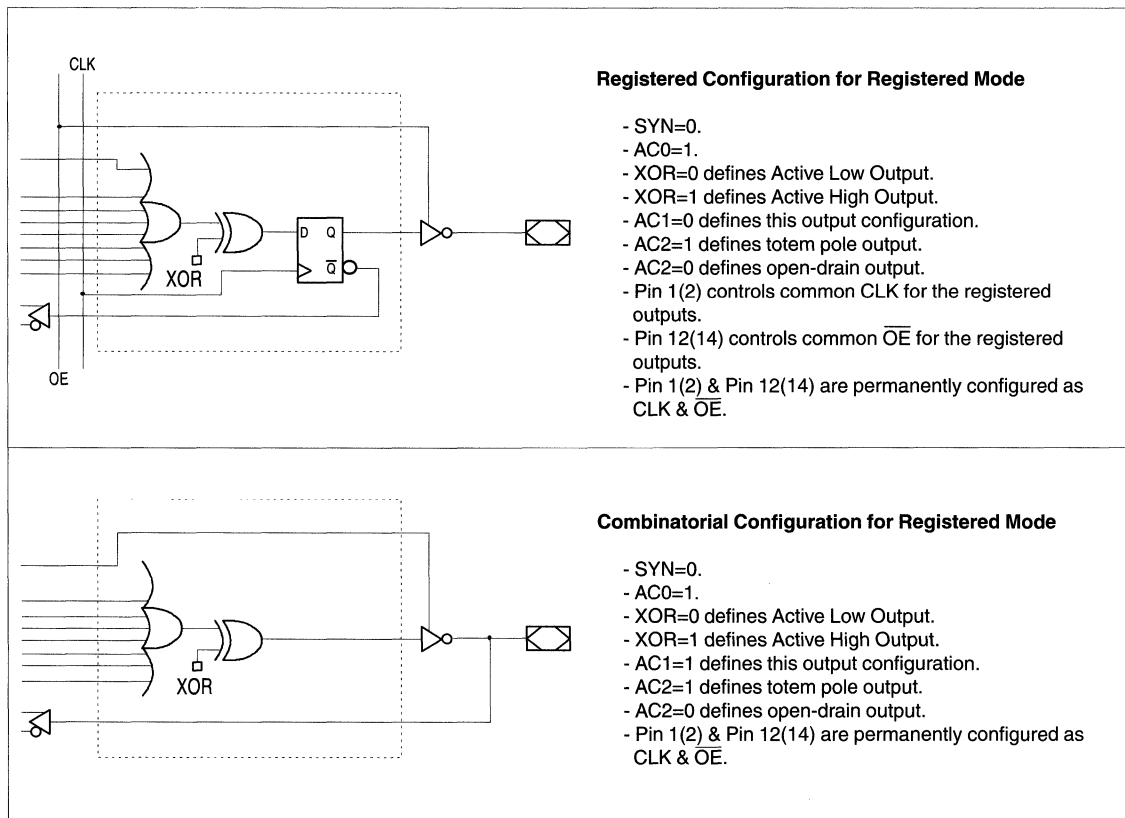 CLK
XOR
D Q
Q̅
OE
Registered Configuration for Registered Mode
- SYN=0.
- AC0=1.
- XOR=0 defines Active Low Output.
- XOR=1 defines Active High Output.
- AC1=0 defines this output configuration.
- AC2=1 defines totem pole output.
- AC2=0 defines open-drain output.
- Pin 1(2) controls common CLK for the registered
outputs.
- Pin 12(14) controls common O̅E̅ for the registered
outputs.
- Pin 1(2) & Pin 12(14) are permanently configured as
CLK & O̅E̅.
XOR
Combinatorial Configuration for Registered Mode
- SYN=0.
- AC0=1.
- XOR=0 defines Active Low Output.
- XOR=1 defines Active High Output.
- AC1=1 defines this output configuration.
- AC2=1 defines totem pole output.
- AC2=0 defines open-drain output.
- Pin 1(2) & Pin 12(14) are permanently configured as
CLK & O̅E̅.